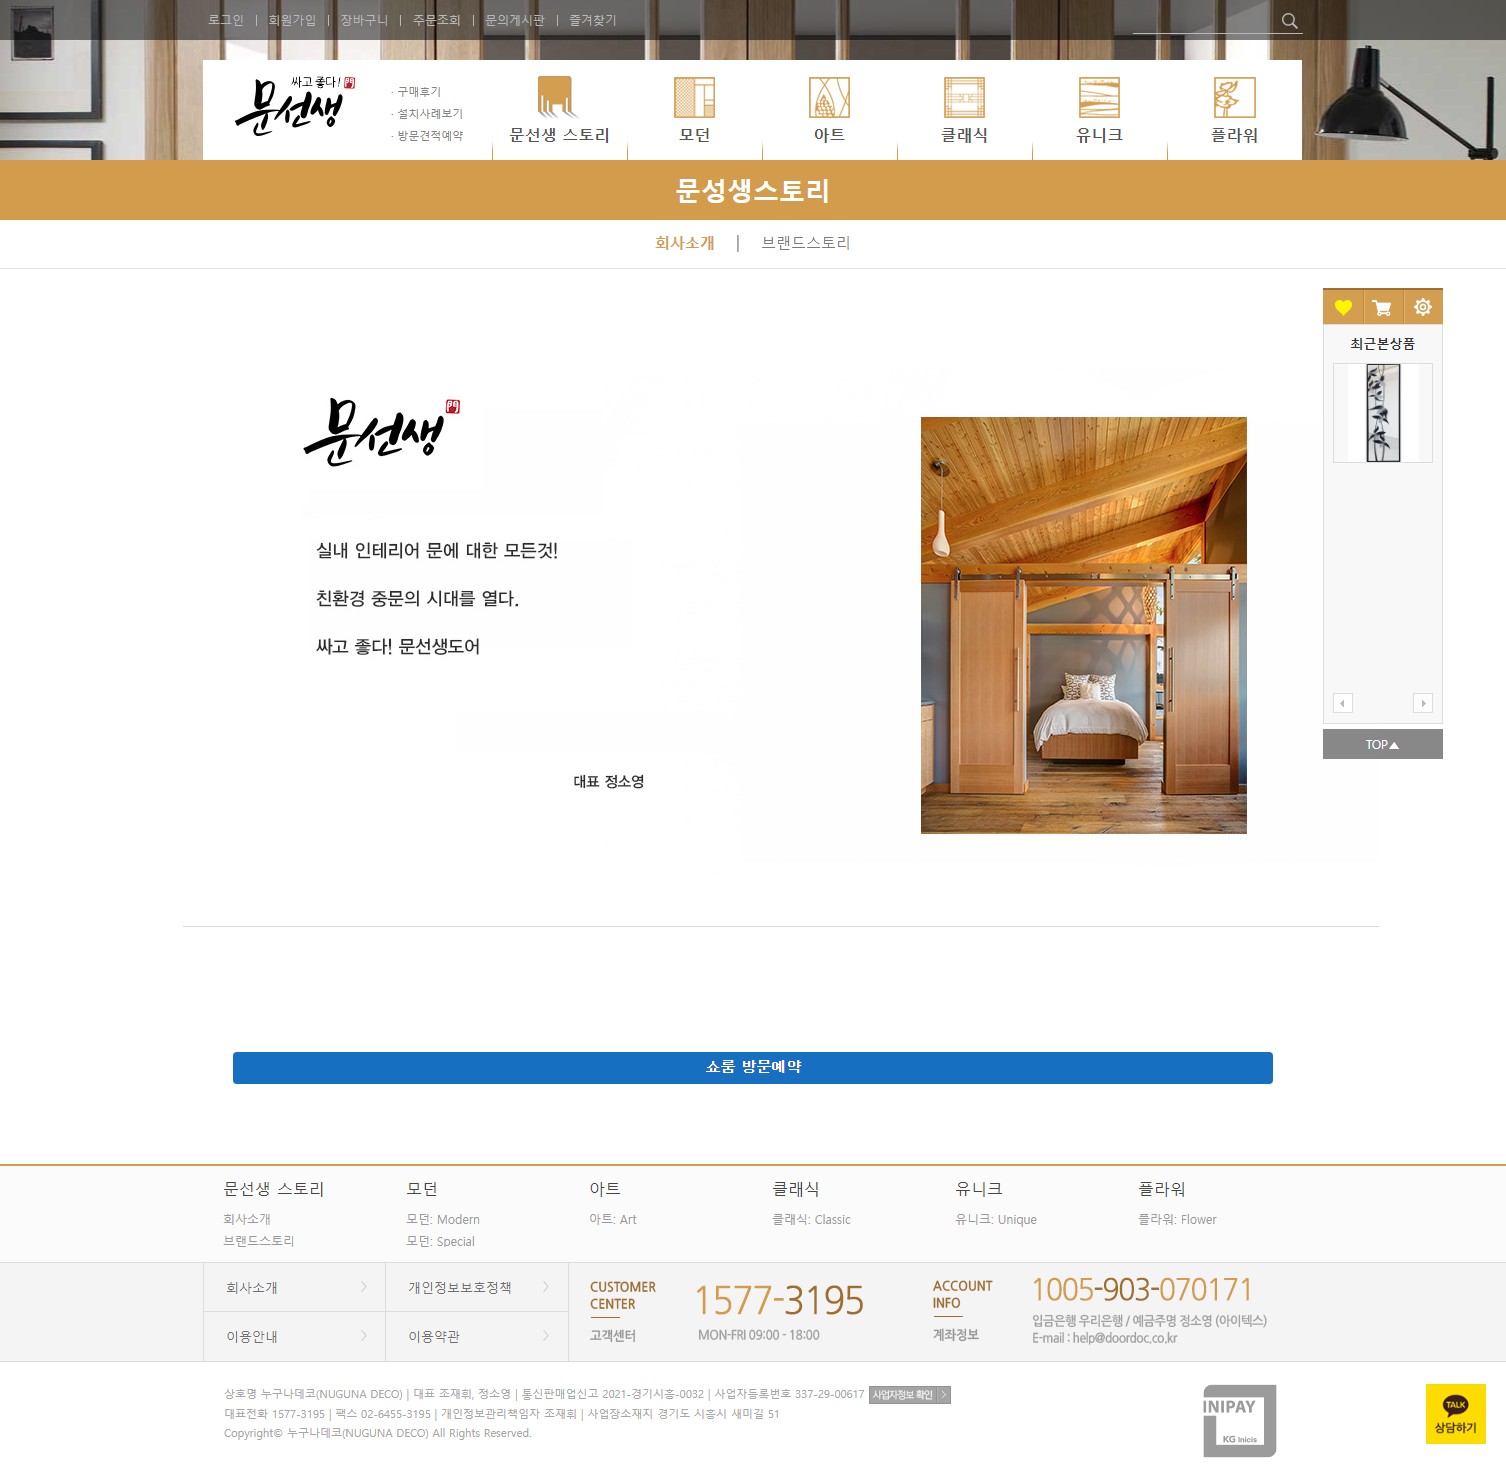 로그인 | 회원가입 | 장바구니 | 주문조회 | 문의게시판 | 즐겨찾기
싸고 좋다! 門
문선생
· 구매후기
· 설치사례보기
· 방문견적예약
문선생 스토리
모던
아트
클래식
유니크
플라워
문성생스토리
회사소개 | 브랜드스토리
최근본상품
TOP▲
문선생 門
실내 인테리어 문에 대한 모든것!
친환경 중문의 시대를 열다.
싸고 좋다! 문선생도어
대표 정소영
쇼룸 방문예약
문선생 스토리
회사소개
브랜드스토리
모던
모던: Modern
모던: Special
아트
아트: Art
클래식
클래식: Classic
유니크
유니크: Unique
플라워
플라워: Flower
회사소개
개인정보보호정책
이용안내
이용약관
CUSTOMER
CENTER
고객센터
1577-3195
MON-FRI 09:00 - 18:00
ACCOUNT
INFO
계좌정보
1005-903-070171
입금은행 우리은행 / 예금주명 정소영 (아이텍스)
E-mail : help@doordoc.co.kr
상호명 누구나데코(NUGUNA DECO) | 대표 조재휘, 정소영 | 통신판매업신고 2021-경기시흥-0032 | 사업자등록번호 337-29-00617 사업자정보 확인
대표전화 1577-3195 | 팩스 02-6455-3195 | 개인정보관리책임자 조재휘 | 사업장소재지 경기도 시흥시 새미길 51
Copyright© 누구나데코(NUGUNA DECO) All Rights Reserved.
INIPAY
KG Inicis
TALK
상담하기